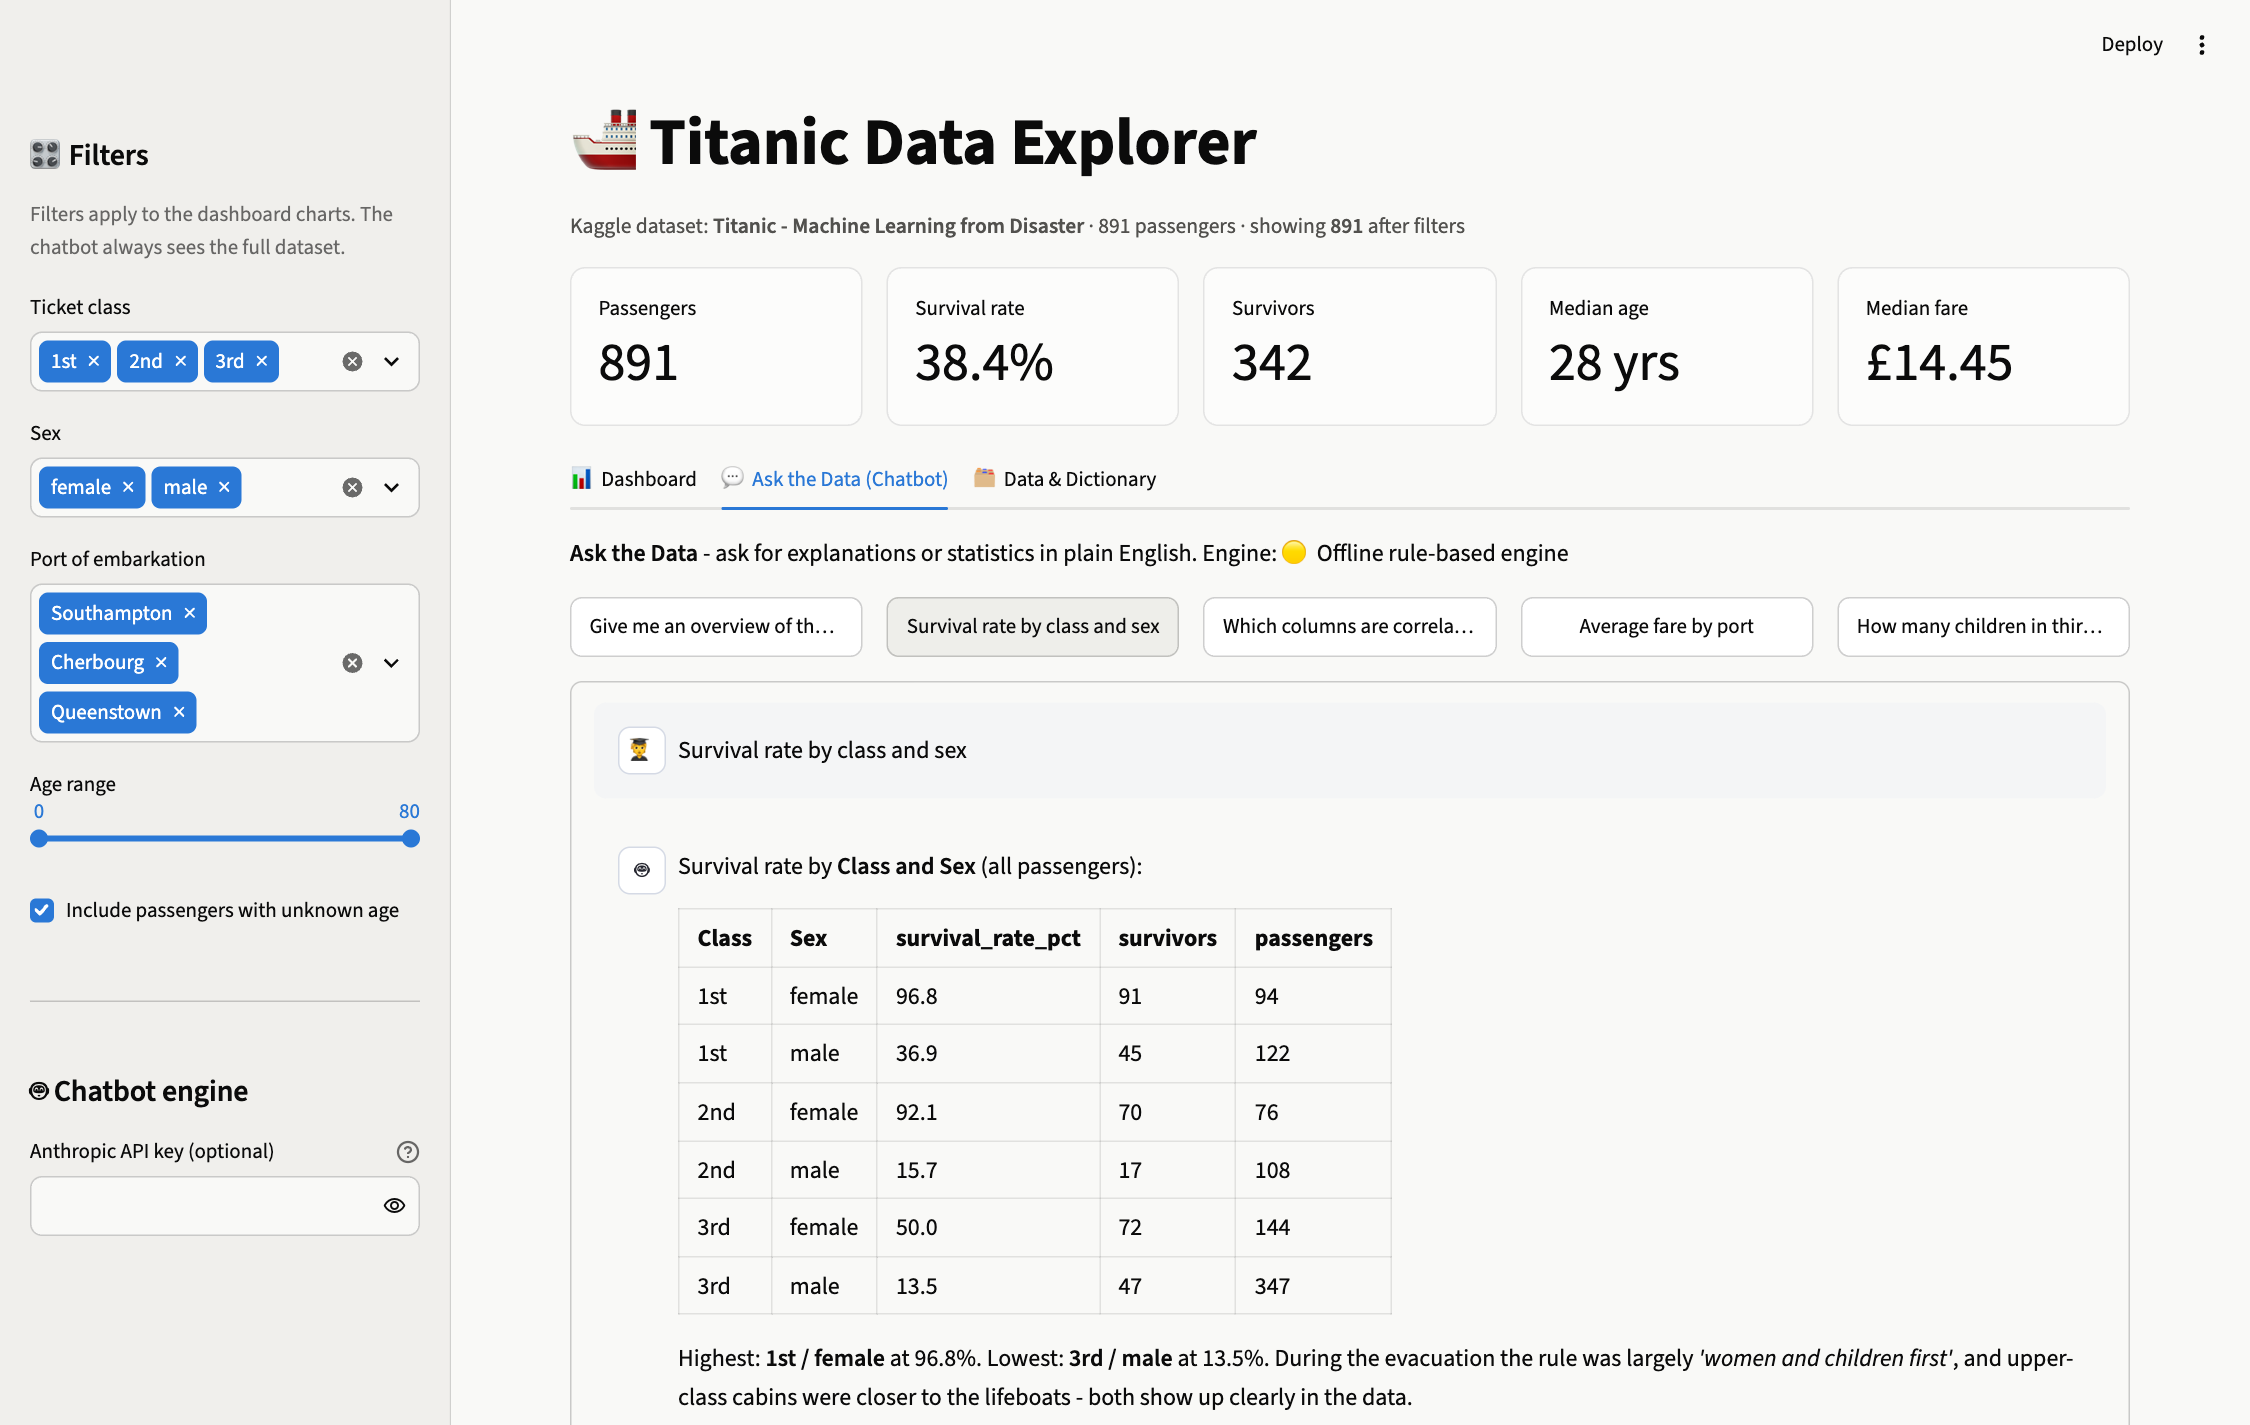 Deploy
Filters
Filters apply to the dashboard charts. The
chatbot always sees the full dataset.
Ticket class
1st × 2nd × 3rd ×
Sex
female × male ×
Port of embarkation
Southampton ×
Cherbourg ×
Queenstown ×
Age range
0 80
Include passengers with unknown age
Chatbot engine
Anthropic API key (optional)
Titanic Data Explorer
Kaggle dataset: Titanic - Machine Learning from Disaster · 891 passengers · showing 891 after filters
Passengers Survival rate Survivors Median age Median fare
891 38.4% 342 28 yrs £14.45
Dashboard Ask the Data (Chatbot) Data & Dictionary
Ask the Data - ask for explanations or statistics in plain English. Engine: Offline rule-based engine
Give me an overview of th… Survival rate by class and sex Which columns are correla… Average fare by port How many children in thir…
Survival rate by class and sex
Survival rate by Class and Sex (all passengers):
Class Sex survival_rate_pct survivors passengers
1st female 96.8 91 94
1st male 36.9 45 122
2nd female 92.1 70 76
2nd male 15.7 17 108
3rd female 50.0 72 144
3rd male 13.5 47 347
Highest: 1st / female at 96.8%. Lowest: 3rd / male at 13.5%. During the evacuation the rule was largely 'women and children first', and upper-
class cabins were closer to the lifeboats - both show up clearly in the data.